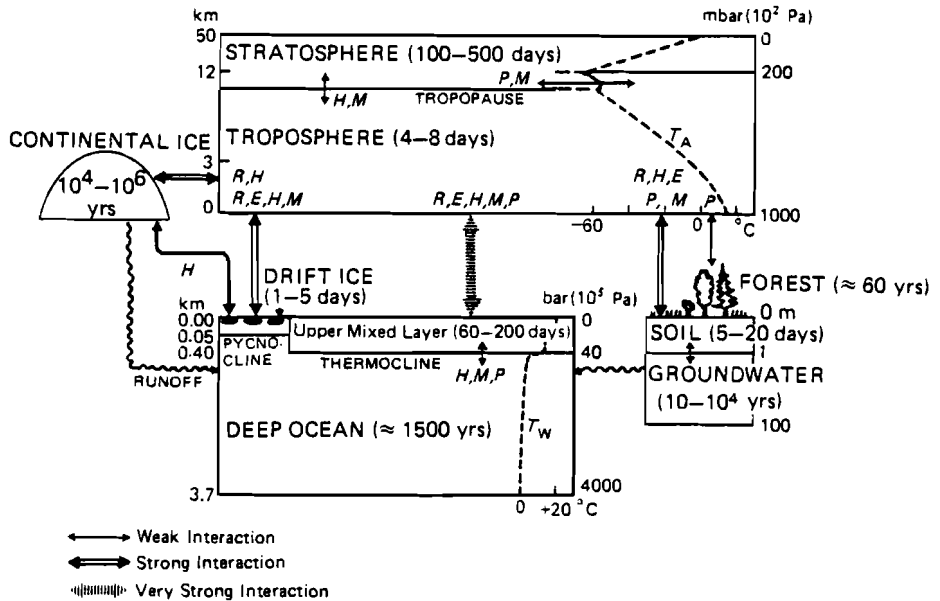 km
mbar (10² Pa)
50
0
STRATOSPHERE (100–500 days)
12
P,M
200
H,M
TROPOPAUSE
CONTINENTAL ICE
TROPOSPHERE (4–8 days)
T_A
10⁴–10⁶
yrs
3
R,H
R,H,E
0
R,E,H,M
R,E,H,M,P
P, M
P
–60
0
°C
1000
H
DRIFT ICE
(1–5 days)
FOREST (≈ 60 yrs)
km
bar (10⁵ Pa)
0.00
0
0 m
0.05
PYCNO-
CLINE
Upper Mixed Layer (60–200 days)
SOIL (5–20 days)
0.40
40
1
THERMOCLINE
RUNOFF
H,M,P
GROUNDWATER
(10–10⁴ yrs)
DEEP OCEAN (≈ 1500 yrs)
T_W
100
3.7
4000
0
+20 °C
Weak Interaction
Strong Interaction
Very Strong Interaction